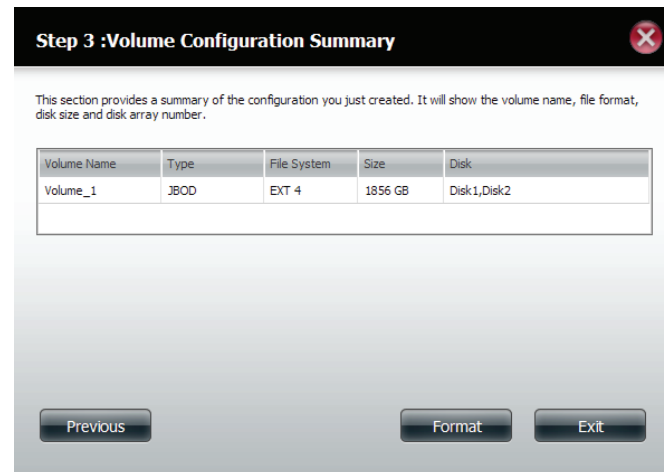 Step 3 :Volume Configuration Summary
This section provides a summary of the configuration you just created. It will show the volume name, file format,
disk size and disk array number.
Volume Name Type File System Size Disk
Volume_1 JBOD EXT 4 1856 GB Disk1,Disk2
Previous Format Exit